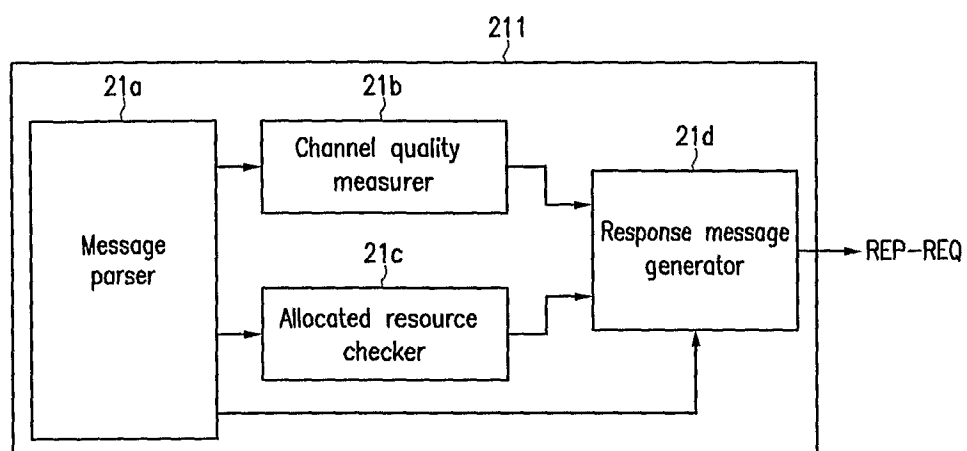 211
21a
21b
21d
Channel quality
measurer
Message
parser
Response message
generator
REP-REQ
21c
Allocated resource
checker